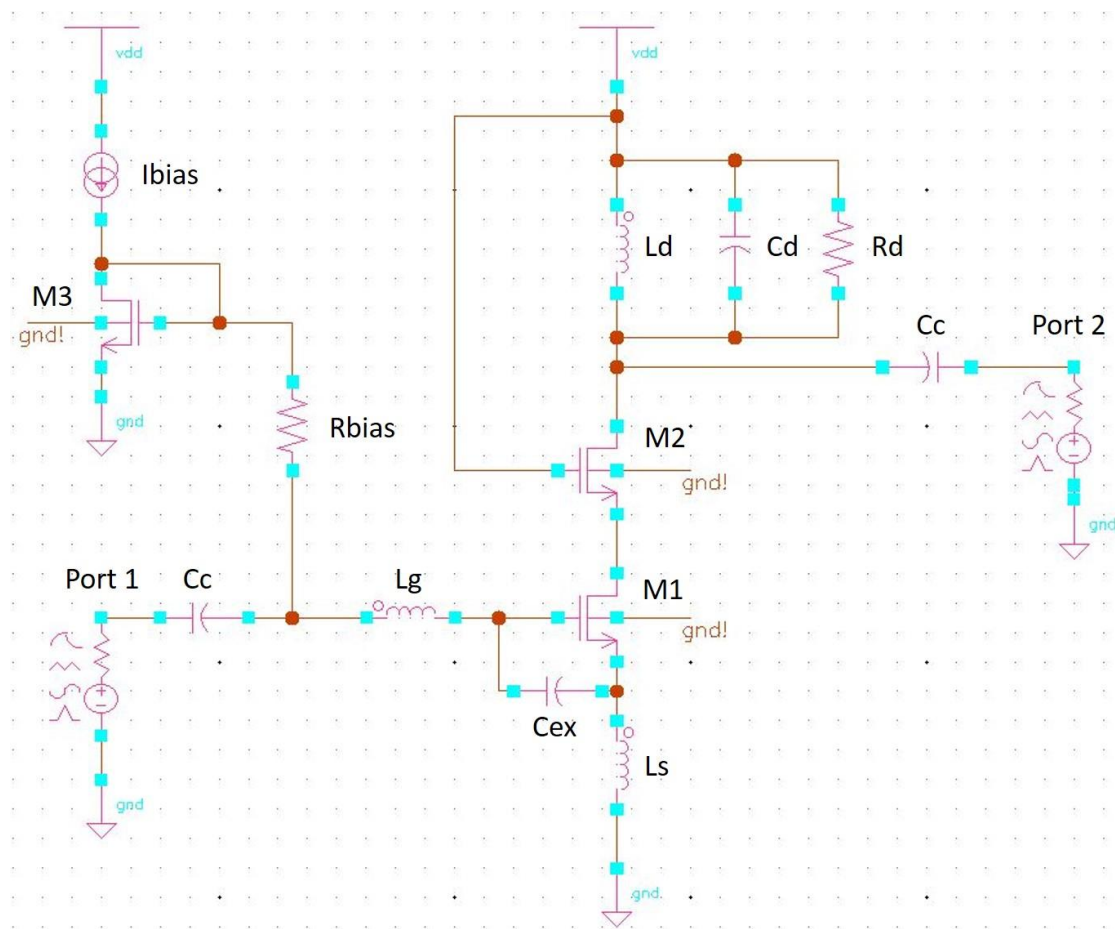 vdd
vdd
Ibias
Ld
Cd
Rd
M3
gnd!
Cc
Port 2
gnd
Rbias
M2
gnd!
gnd
Port 1
Cc
Lg
M1
gnd!
Cex
Ls
gnd
gnd